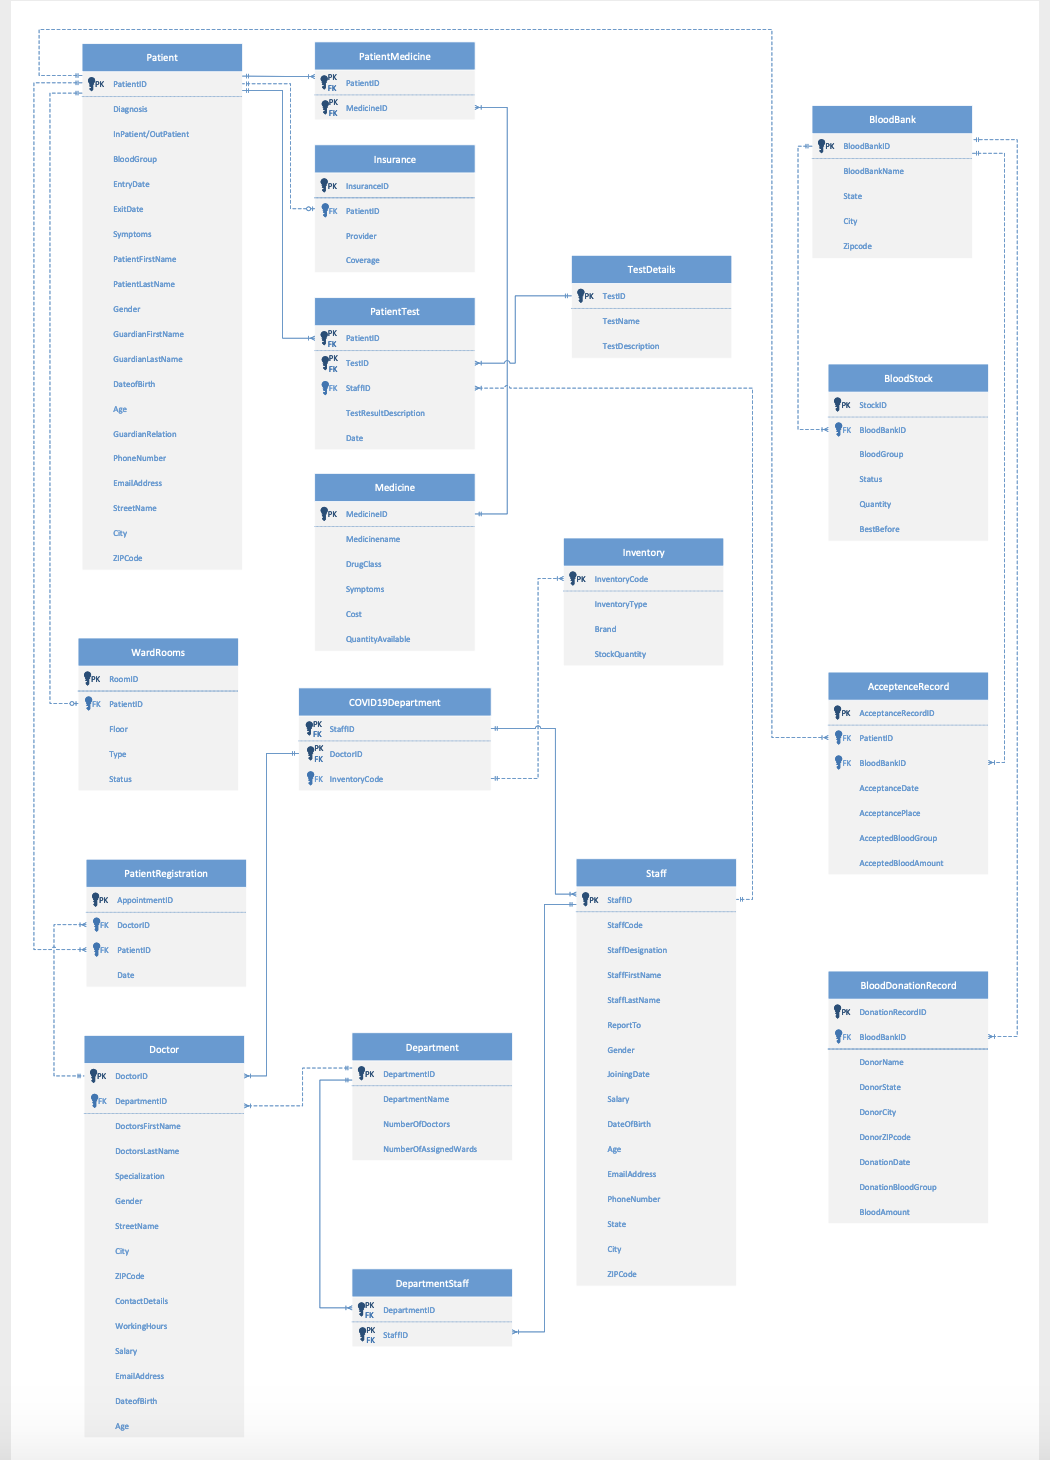 Patient
PK PatientID
Diagnosis
InPatient/OutPatient
BloodGroup
EntryDate
ExitDate
Symptoms
PatientFirstName
PatientLastName
Gender
GuardianFirstName
GuardianLastName
DateofBirth
Age
GuardianRelation
PhoneNumber
EmailAddress
StreetName
City
ZIPCode
PatientMedicine
PK FK PatientID
PK FK MedicineID
Insurance
PK InsuranceID
FK PatientID
Provider
Coverage
PatientTest
PK FK PatientID
PK FK TestID
FK StaffID
TestResultDescription
Date
Medicine
PK MedicineID
Medicinename
DrugClass
Symptoms
Cost
QuantityAvailable
TestDetails
PK TestID
TestName
TestDescription
BloodBank
PK BloodBankID
BloodBankName
State
City
Zipcode
BloodStock
PK StockID
FK BloodBankID
BloodGroup
Status
Quantity
BestBefore
Inventory
PK InventoryCode
InventoryType
Brand
StockQuantity
WardRooms
PK RoomID
FK PatientID
Floor
Type
Status
COVID19Department
PK FK StaffID
PK FK DoctorID
FK InventoryCode
AcceptenceRecord
PK AcceptanceRecordID
FK PatientID
FK BloodBankID
AcceptanceDate
AcceptancePlace
AcceptedBloodGroup
AcceptedBloodAmount
PatientRegistration
PK AppointmentID
FK DoctorID
FK PatientID
Date
Staff
PK StaffID
StaffCode
StaffDesignation
StaffFirstName
StaffLastName
ReportTo
Gender
JoiningDate
Salary
DateOfBirth
Age
EmailAddress
PhoneNumber
State
City
ZIPCode
BloodDonationRecord
PK DonationRecordID
FK BloodBankID
DonorName
DonorState
DonorCity
DonorZIPcode
DonationDate
DonationBloodGroup
BloodAmount
Doctor
PK DoctorID
FK DepartmentID
DoctorsFirstName
DoctorsLastName
Specialization
Gender
StreetName
City
ZIPCode
ContactDetails
WorkingHours
Salary
EmailAddress
DateofBirth
Age
Department
PK DepartmentID
DepartmentName
NumberOfDoctors
NumberOfAssignedWards
DepartmentStaff
PK FK DepartmentID
PK FK StaffID